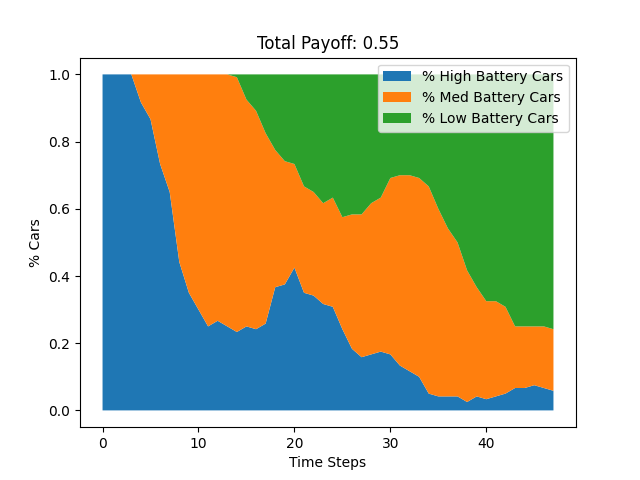 Total Payoff: 0.55
% High Battery Cars
% Med Battery Cars
% Low Battery Cars
1.0
0.8
0.6
0.4
0.2
0.0
% Cars
0 10 20 30 40
Time Steps